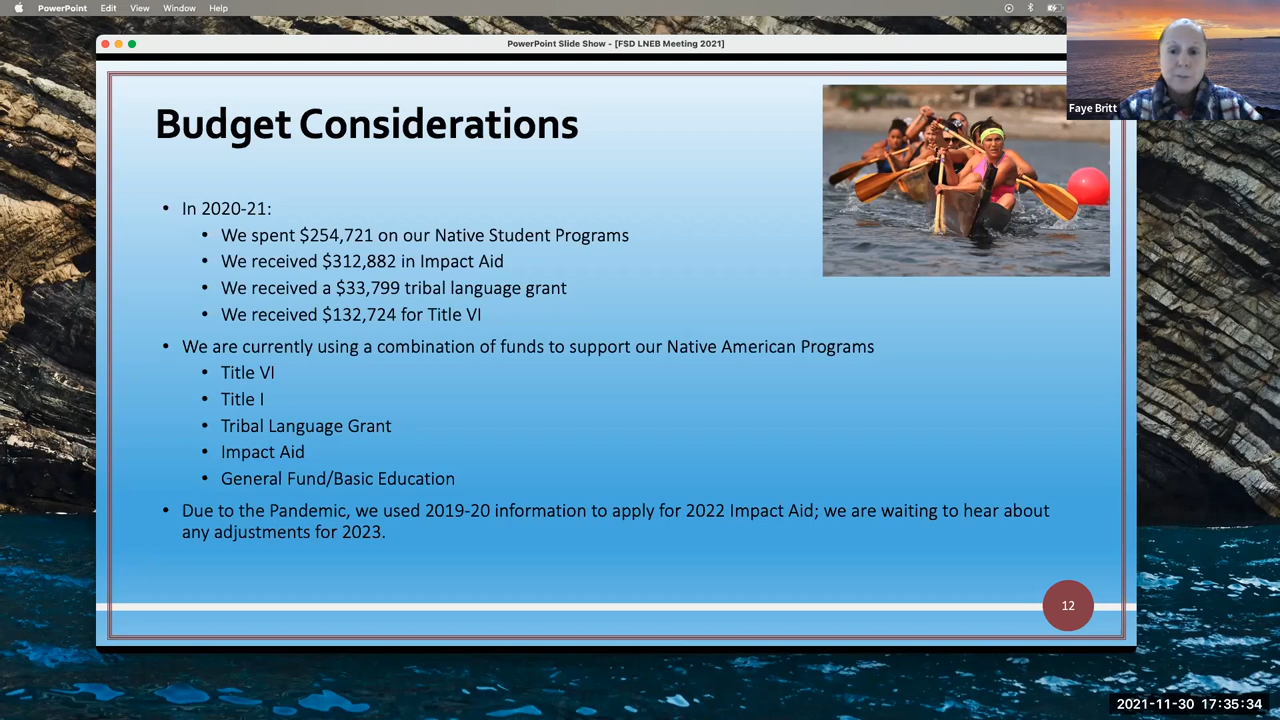 PowerPoint Edit View Window Help
PowerPoint Slide Show - [FSD LNEB Meeting 2021]
Faye Britt
Budget Considerations
• In 2020-21:
• We spent $254,721 on our Native Student Programs
• We received $312,882 in Impact Aid
• We received a $33,799 tribal language grant
• We received $132,724 for Title VI
• We are currently using a combination of funds to support our Native American Programs
• Title VI
• Title I
• Tribal Language Grant
• Impact Aid
• General Fund/Basic Education
• Due to the Pandemic, we used 2019-20 information to apply for 2022 Impact Aid; we are waiting to hear about
any adjustments for 2023.
12
2021-11-30 17:35:34